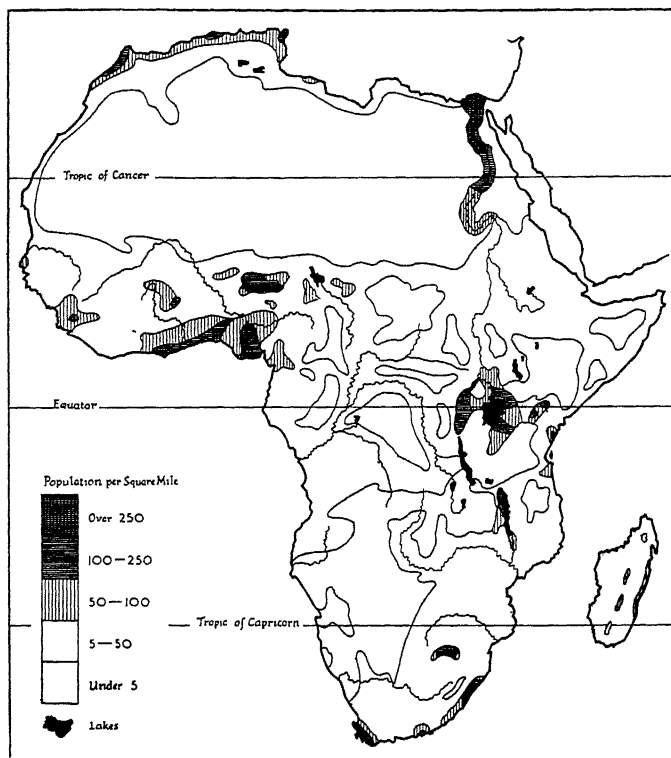 Tropic of Cancer
Equator
Population per Square Mile
Over 250
100—250
50—100
5—50
Under 5
Lakes
Tropic of Capricorn